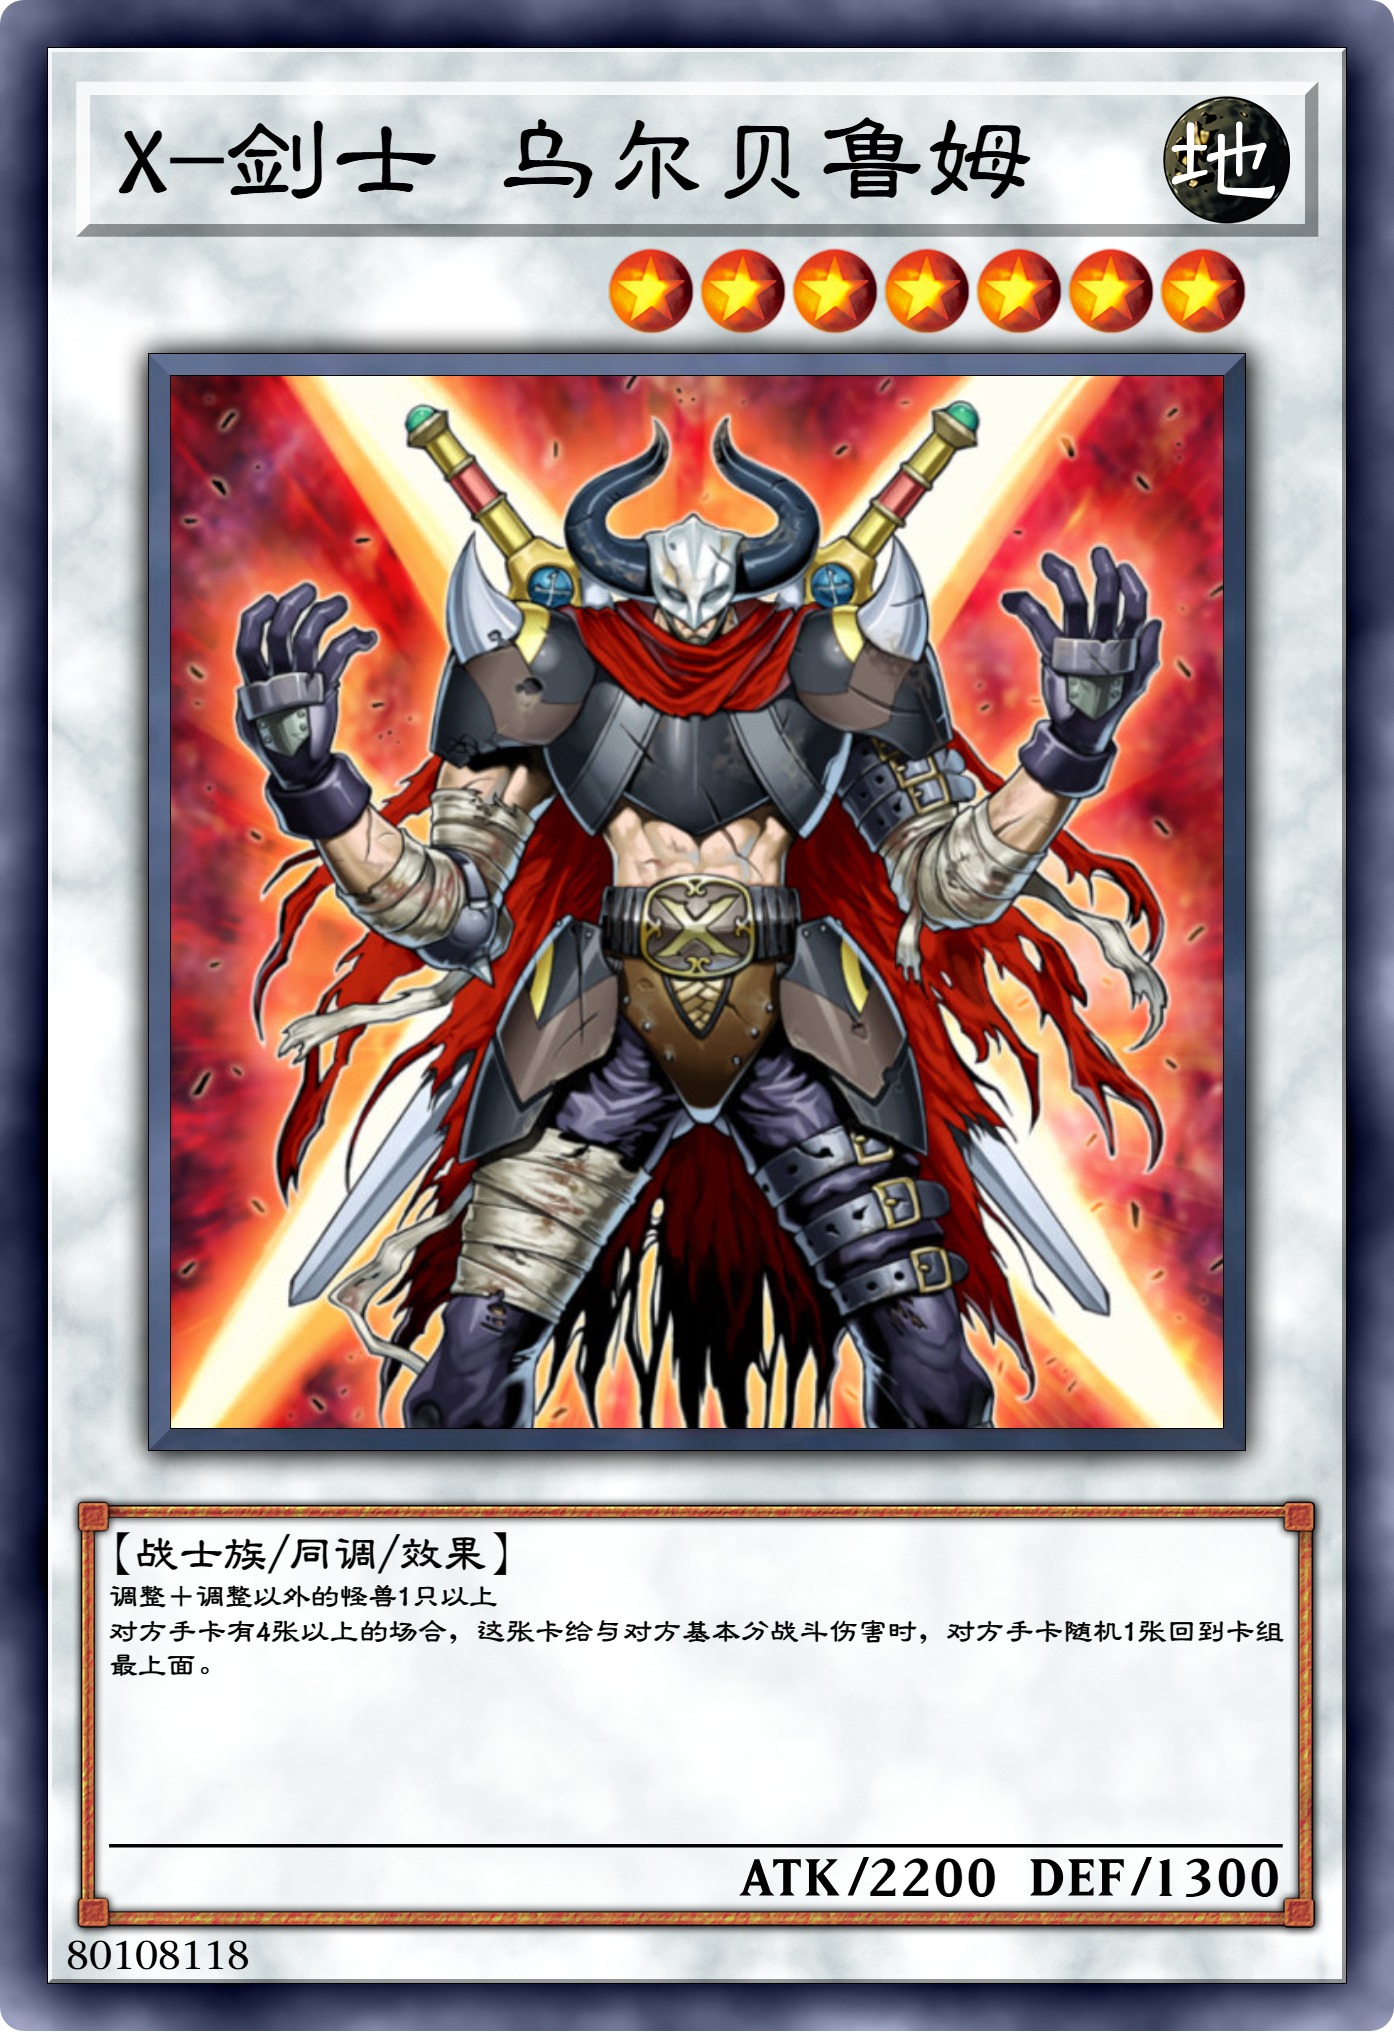 X-剑士 乌尔贝鲁姆
地
【战士族/同调/效果】
调整＋调整以外的怪兽1只以上
对方手卡有4张以上的场合，这张卡给与对方基本分战斗伤害时，对方手卡随机1张回到卡组
最上面。
ATK/2200 DEF/1300
80108118